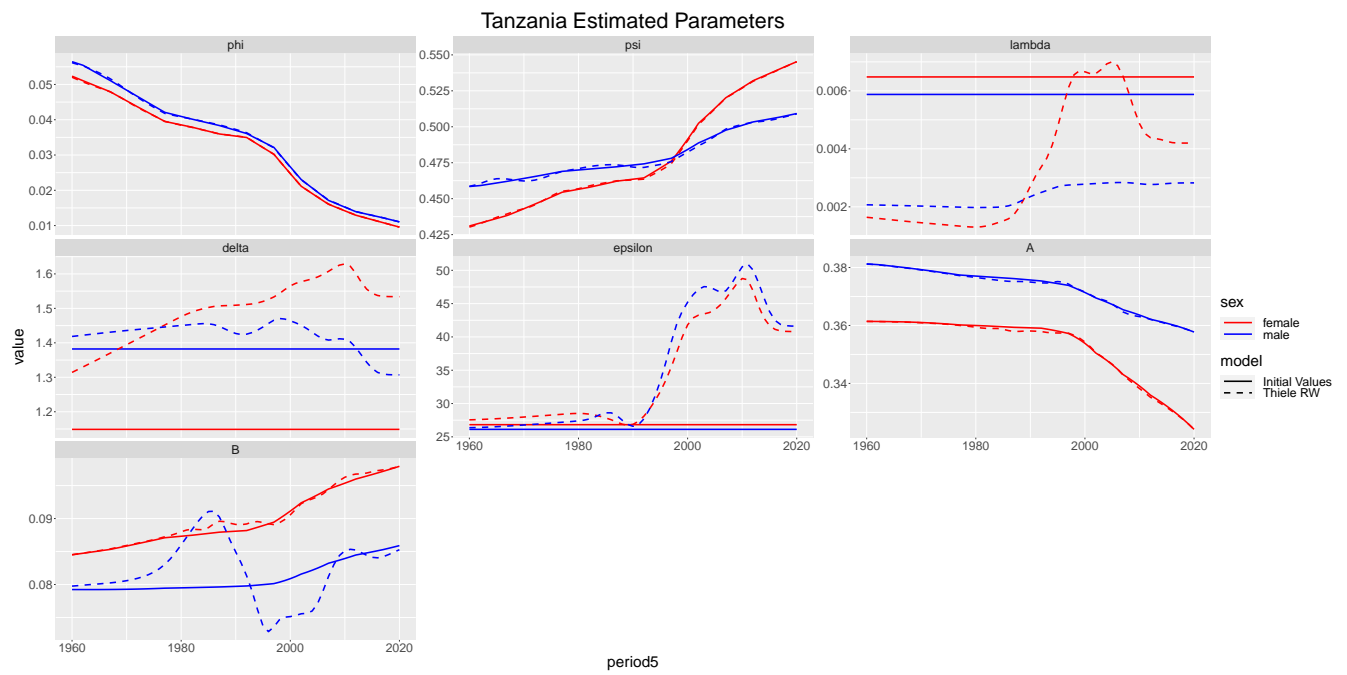 Tanzania Estimated Parameters
phi
psi
lambda
0.05
0.04
0.03
0.02
0.01
0.550
0.525
0.500
0.475
0.450
0.425
0.006
0.004
0.002
delta
epsilon
A
1.6
1.5
1.4
1.3
1.2
50
45
40
35
30
25
0.38
0.36
0.34
1960
1980
2000
2020
1960
1980
2000
2020
B
0.09
0.08
1960
1980
2000
2020
value
period5
sex
female
male
model
Initial Values
Thiele RW